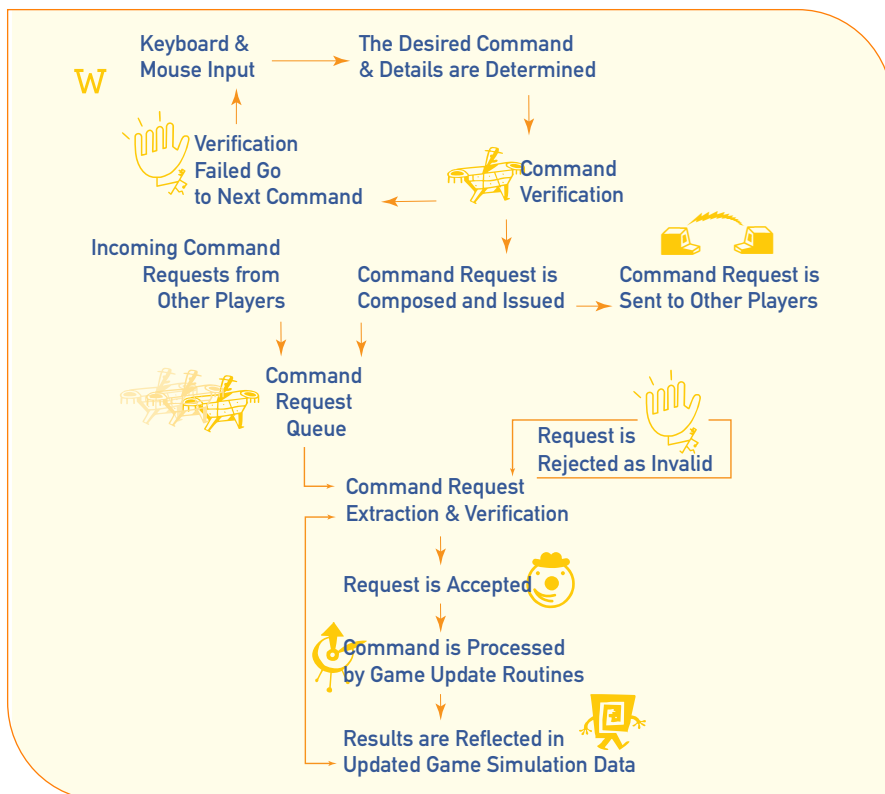 Keyboard &
Mouse Input
The Desired Command
& Details are Determined
W
Verification
Failed Go
to Next Command
Command
Verification
Incoming Command
Requests from
Other Players
Command Request is
Composed and Issued
Command Request is
Sent to Other Players
Command
Request
Queue
Request is
Rejected as Invalid
Command Request
Extraction & Verification
Request is Accepted
Command is Processed
by Game Update Routines
Results are Reflected in
Updated Game Simulation Data